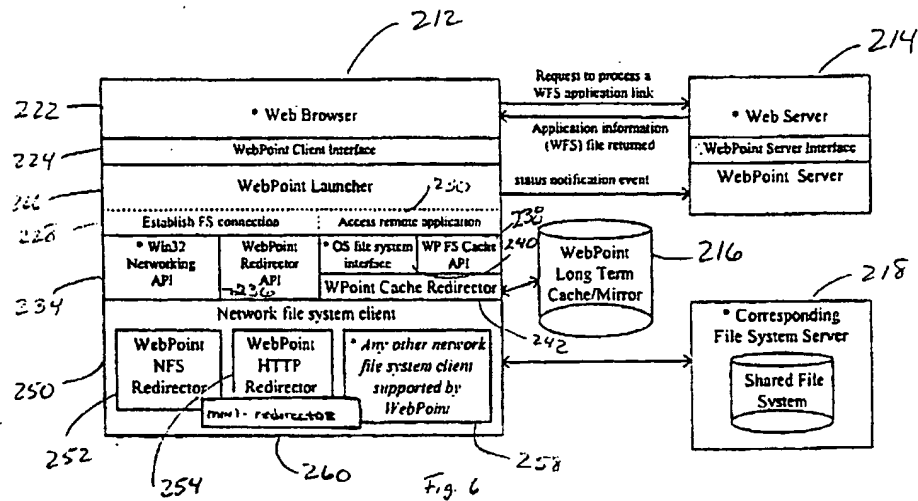 212
214
222
* Web Browser
Request to process a
WFS application link
* Web Server
Application information
(WFS) file returned
224
WebPoint Client Interface
WebPoint Server Interface
WebPoint Launcher
status notification event
WebPoint Server
230
228
Establish FS connection
Access remote application
238
240
* Win32
Networking
API
WebPoint
Redirector
API
* OS file system
interface
WP FS Cache
API
234
236
WPoint Cache Redirector
242
WebPoint
Long Term
Cache/Mirror
216
218
Network file system client
* Corresponding
File System Server
Shared File
System
250
WebPoint
NFS
Redirector
WebPoint
HTTP
Redirector
* Any other network
file system client
supported by
WebPoint
mini-redirector
252
254
260
258
Fig. 6